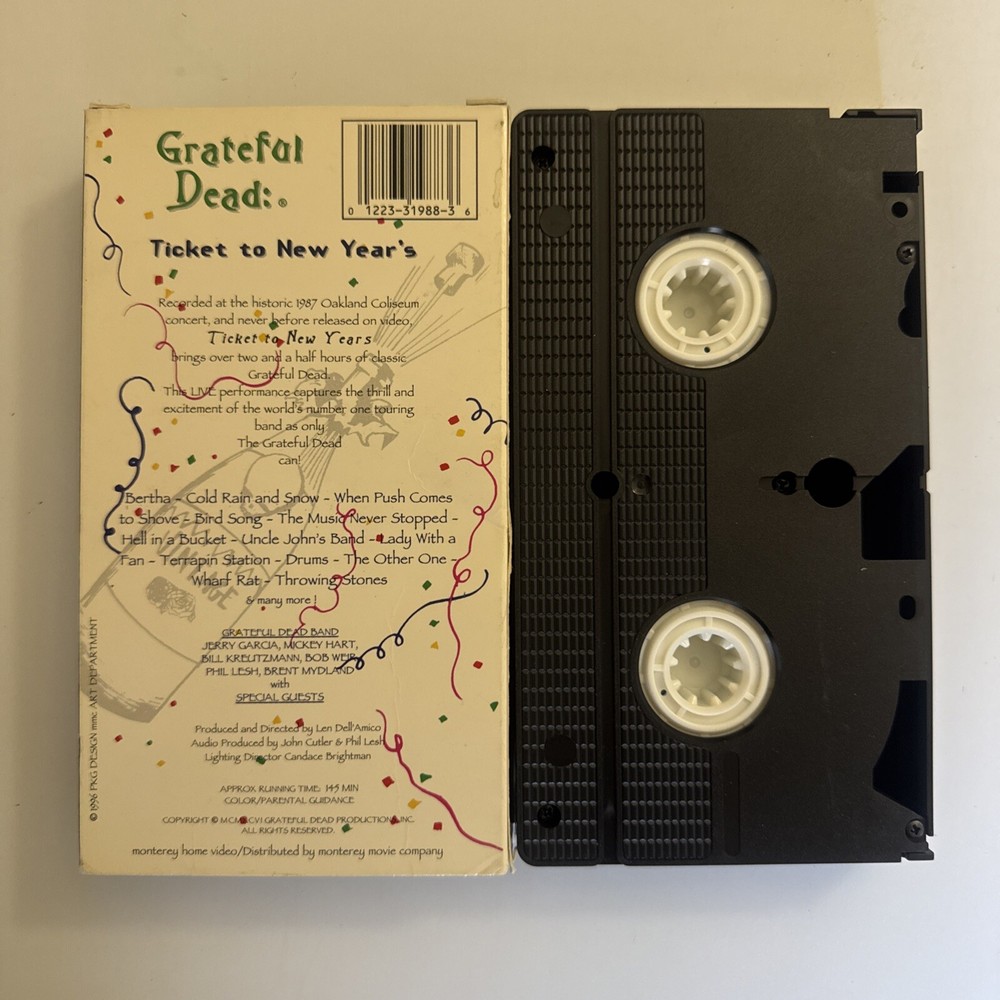 Grateful
Dead:®
0 1223-31988-3 6
Ticket to New Year's
Recorded at the historic 1987 Oakland Coliseum
concert, and never before released on video,
Ticket to New Years
brings over two and a half hours of classic
Grateful Dead.
This LIVE performance captures the thrill and
excitement of the world's number one touring
band as only
The Grateful Dead
can!
Bertha - Cold Rain and Snow - When Push Comes
to Shove - Bird Song - The Music Never Stopped -
Hell in a Bucket - Uncle John's Band - Lady With a
Fan - Terrapin Station - Drums - The Other One -
Wharf Rat - Throwing Stones
& many more !
VINTAGE
GRATEFUL DEAD BAND
JERRY GARCIA, MICKEY HART,
BILL KREUTZMANN, BOB WEIR
PHIL LESH, BRENT MYDLAND
with
SPECIAL GUESTS
Produced and Directed by Len Dell'Amico
Audio Produced by John Cutler & Phil Lesh
Lighting Director Candace Brightman
APPROX RUNNING TIME: 145 MIN
COLOR/PARENTAL GUIDANCE
COPYRIGHT © MCMXCVI GRATEFUL DEAD PRODUCTIONS, INC.
ALL RIGHTS RESERVED.
monterey home video/Distributed by monterey movie company
© 1996 PKG DESIGN mmc ART DEPARTMENT